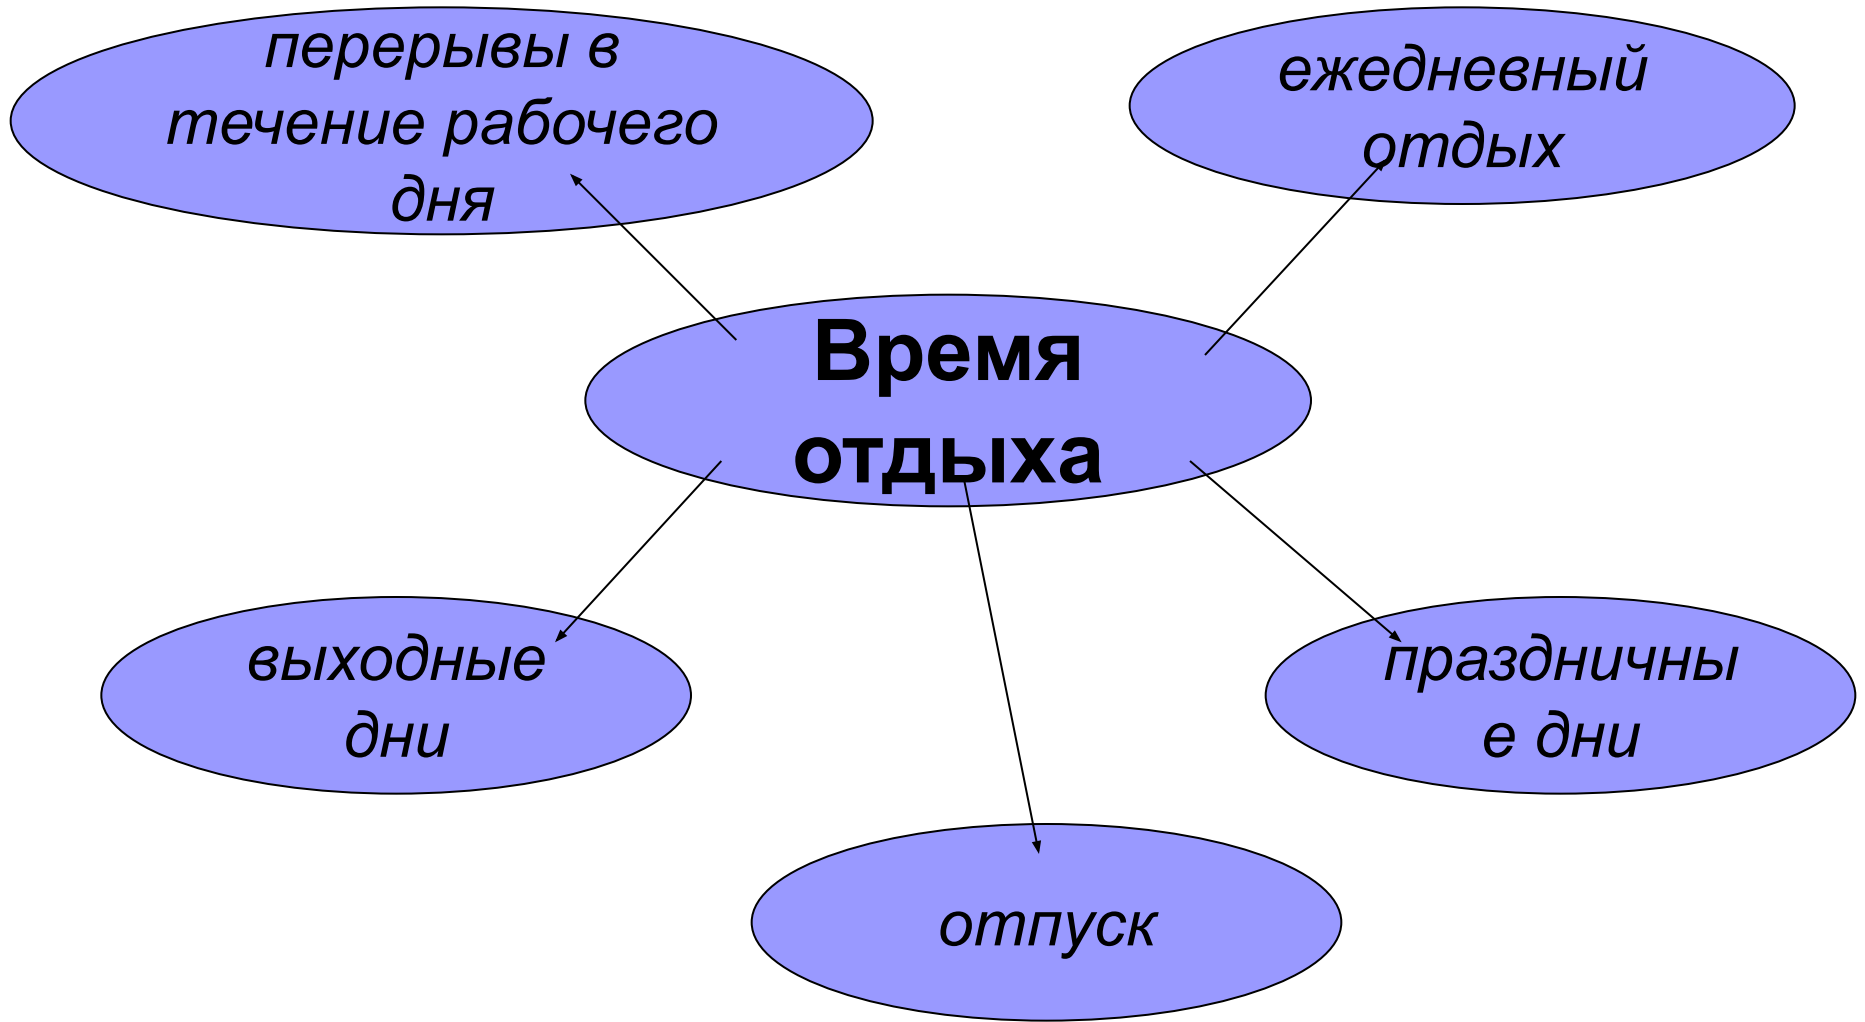 перерывы в
течение рабочего
дня
ежедневный
отдых
Время
отдыха
выходные
дни
праздничны
е дни
отпуск